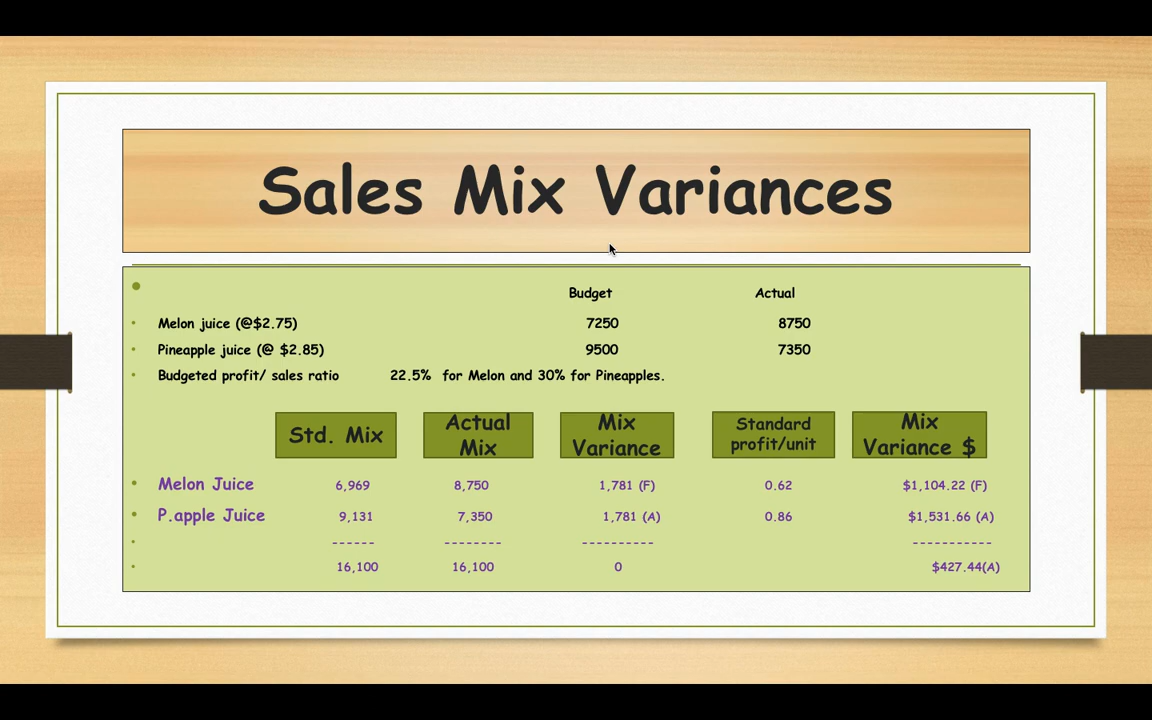 Sales Mix Variances
Budget Actual
Melon juice (@$2.75) 7250 8750
Pineapple juice (@ $2.85) 9500 7350
Budgeted profit/ sales ratio 22.5% for Melon and 30% for Pineapples.
Std. Mix Actual Mix Mix Variance Standard profit/unit Mix Variance $
Melon Juice 6,969 8,750 1,781 (F) 0.62 $1,104.22 (F)
P.apple Juice 9,131 7,350 1,781 (A) 0.86 $1,531.66 (A)
------ -------- ---------- -----------
16,100 16,100 0 $427.44(A)